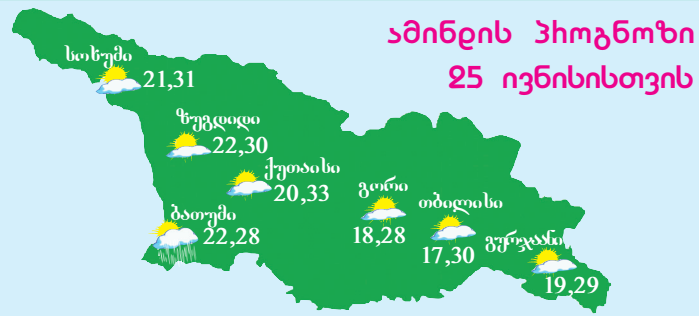 ამინდის პროგნოზი
25 ივნისისთვის
სოხუმი
21,31
ზუგდიდი
22,30
ქუთაისი
20,33
გორი
18,28
თბილისი
17,30
ბათუმი
22,28
გურჯაანი
19,29